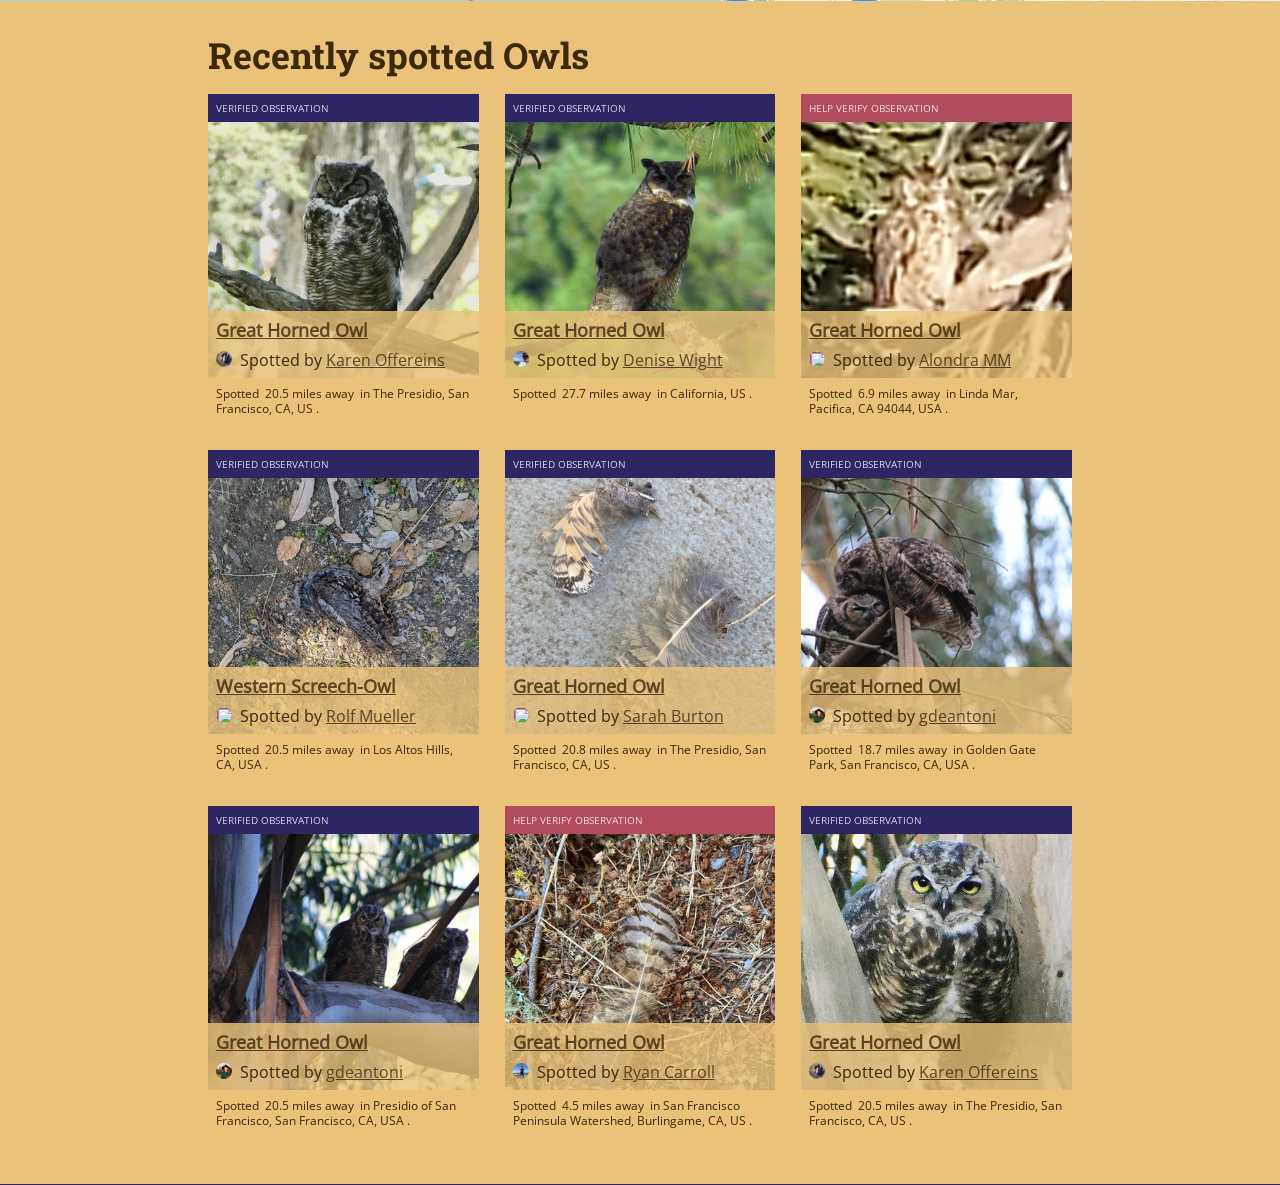 Recently spotted Owls
VERIFIED OBSERVATION
Great Horned Owl
Spotted by Karen Offereins
Spotted 20.5 miles away in The Presidio, San
Francisco, CA, US .
VERIFIED OBSERVATION
Great Horned Owl
Spotted by Denise Wight
Spotted 27.7 miles away in California, US .
HELP VERIFY OBSERVATION
Great Horned Owl
Spotted by Alondra MM
Spotted 6.9 miles away in Linda Mar,
Pacifica, CA 94044, USA .
VERIFIED OBSERVATION
Western Screech-Owl
Spotted by Rolf Mueller
Spotted 20.5 miles away in Los Altos Hills,
CA, USA .
VERIFIED OBSERVATION
Great Horned Owl
Spotted by Sarah Burton
Spotted 20.8 miles away in The Presidio, San
Francisco, CA, US .
VERIFIED OBSERVATION
Great Horned Owl
Spotted by gdeantoni
Spotted 18.7 miles away in Golden Gate
Park, San Francisco, CA, USA .
VERIFIED OBSERVATION
Great Horned Owl
Spotted by gdeantoni
Spotted 20.5 miles away in Presidio of San
Francisco, San Francisco, CA, USA .
HELP VERIFY OBSERVATION
Great Horned Owl
Spotted by Ryan Carroll
Spotted 4.5 miles away in San Francisco
Peninsula Watershed, Burlingame, CA, US .
VERIFIED OBSERVATION
Great Horned Owl
Spotted by Karen Offereins
Spotted 20.5 miles away in The Presidio, San
Francisco, CA, US .